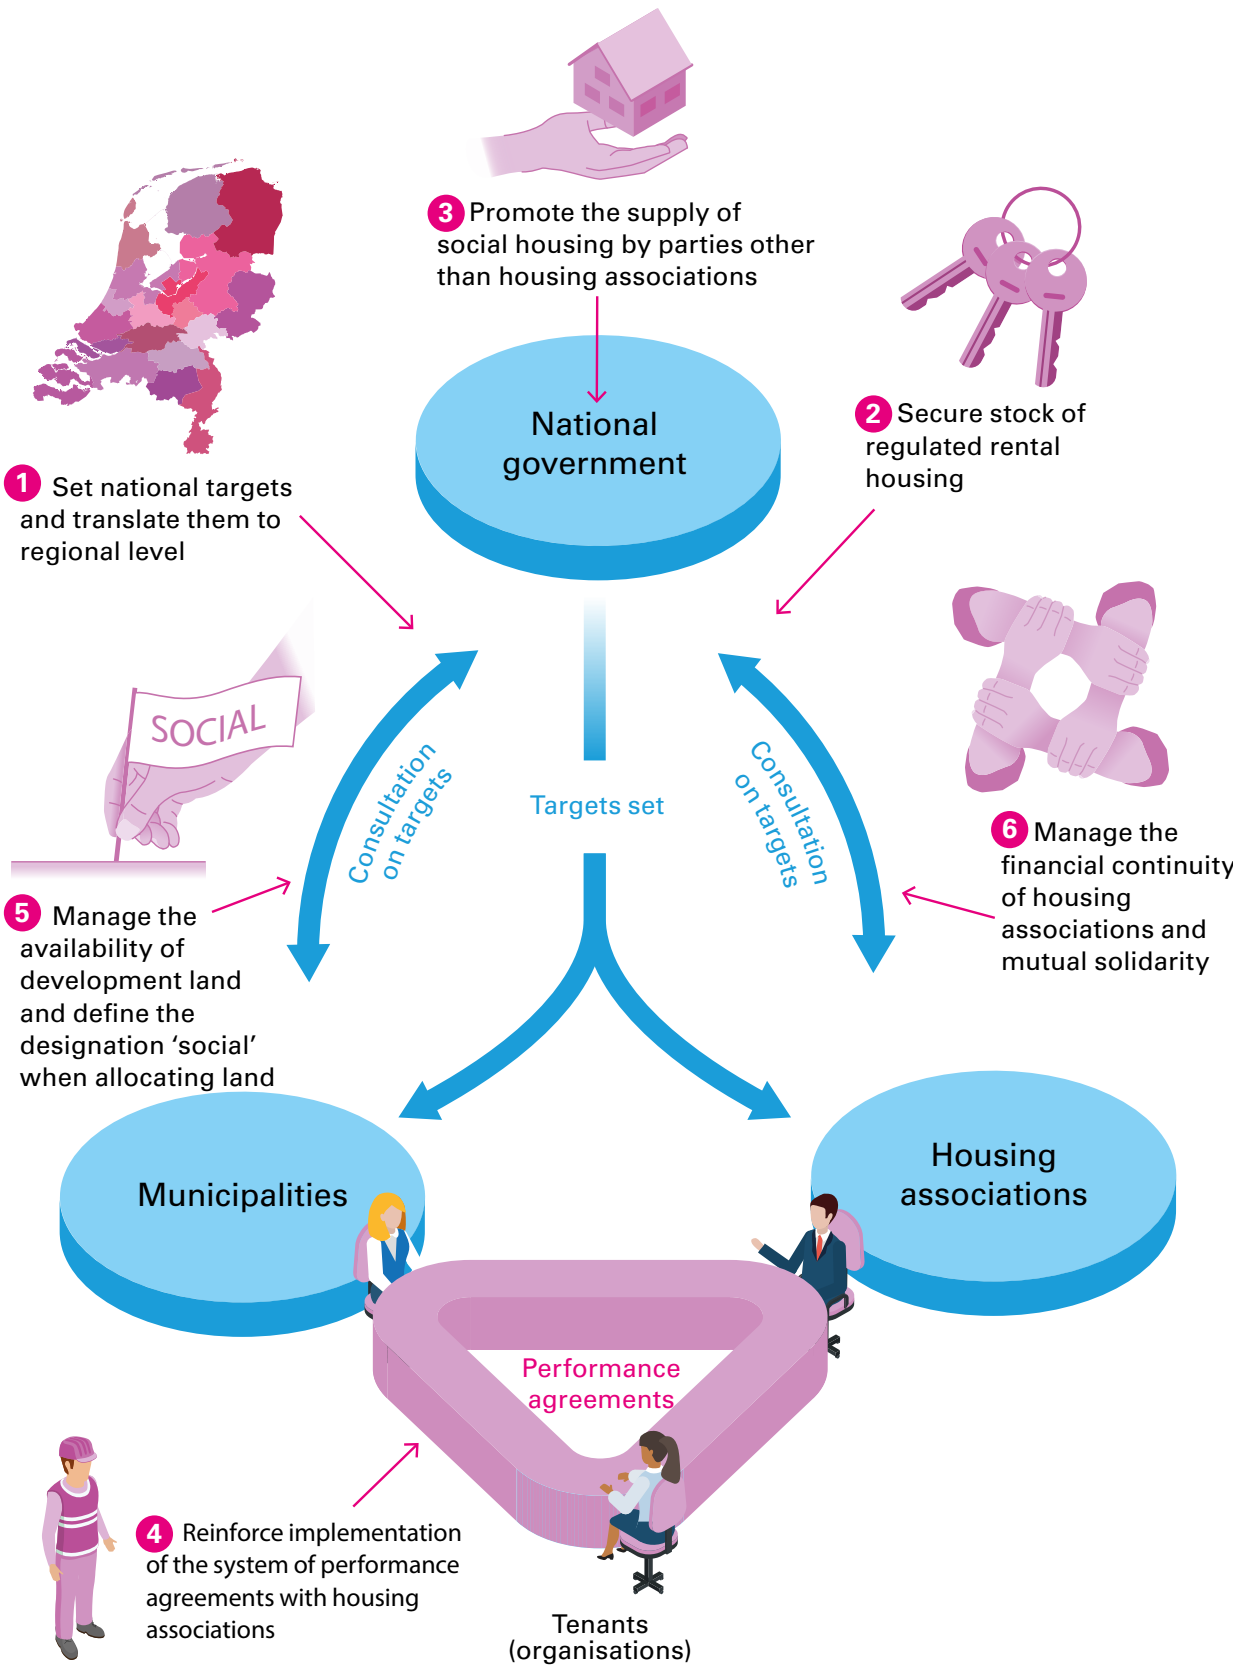 3 Promote the supply of
social housing by parties other
than housing associations
National
government
2 Secure stock of
regulated rental
housing
1 Set national targets
and translate them to
regional level
SOCIAL
Consultation
on targets
Targets set
Consultation
on targets
6 Manage the
financial continuity
of housing
associations and
mutual solidarity
5 Manage the
availability of
development land
and define the
designation ‘social’
when allocating land
Municipalities
Housing
associations
Performance
agreements
4 Reinforce implementation
of the system of performance
agreements with housing
associations
Tenants
(organisations)